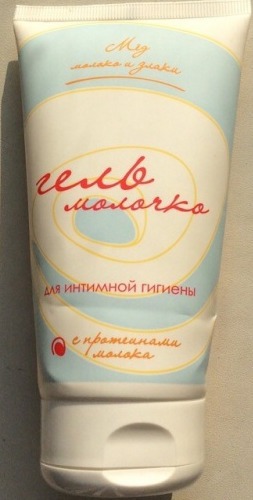 Мед
молоко и злаки
гель
молочко
для интимной гигиены
с протеинами
молока